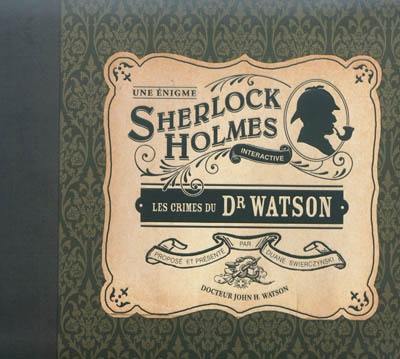 UNE ÉNIGME
SHERLOCK
HOLMES
INTERACTIVE
LES CRIMES DU DR WATSON
PROPOSÉ ET PRÉSENTÉ PAR DUANE SWIERCZYNSKI
DOCTEUR JOHN H. WATSON